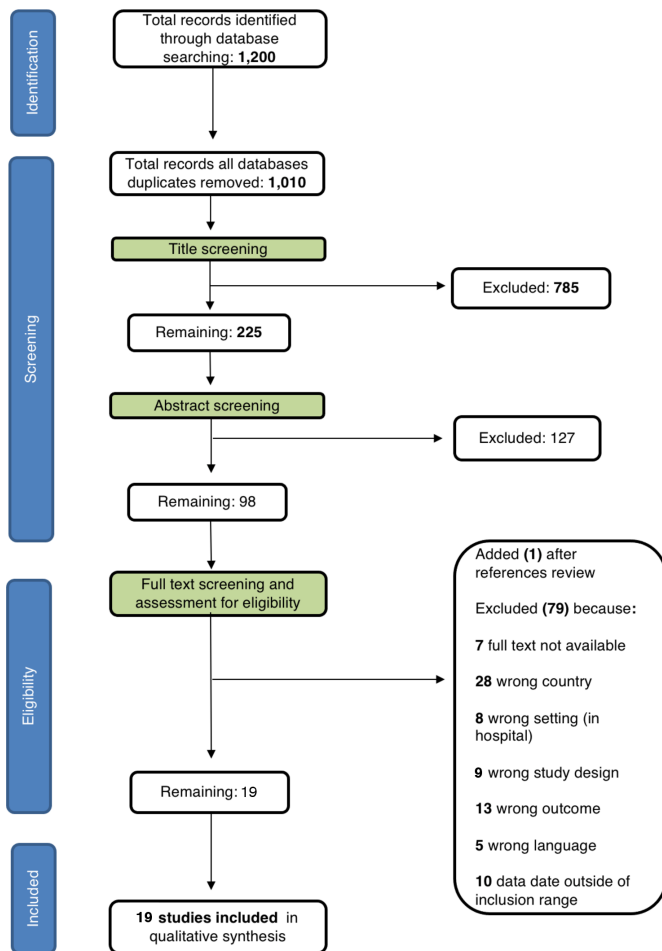 Identification
Total records identified
through database
searching: 1,200
Screening
Total records all databases
duplicates removed: 1,010
Title screening
Excluded: 785
Remaining: 225
Abstract screening
Excluded: 127
Remaining: 98
Eligibility
Full text screening and
assessment for eligibility
Added (1) after
references review
Excluded (79) because:
7 full text not available
28 wrong country
8 wrong setting (in
hospital)
9 wrong study design
13 wrong outcome
5 wrong language
10 data date outside of
inclusion range
Remaining: 19
Included
19 studies included in
qualitative synthesis